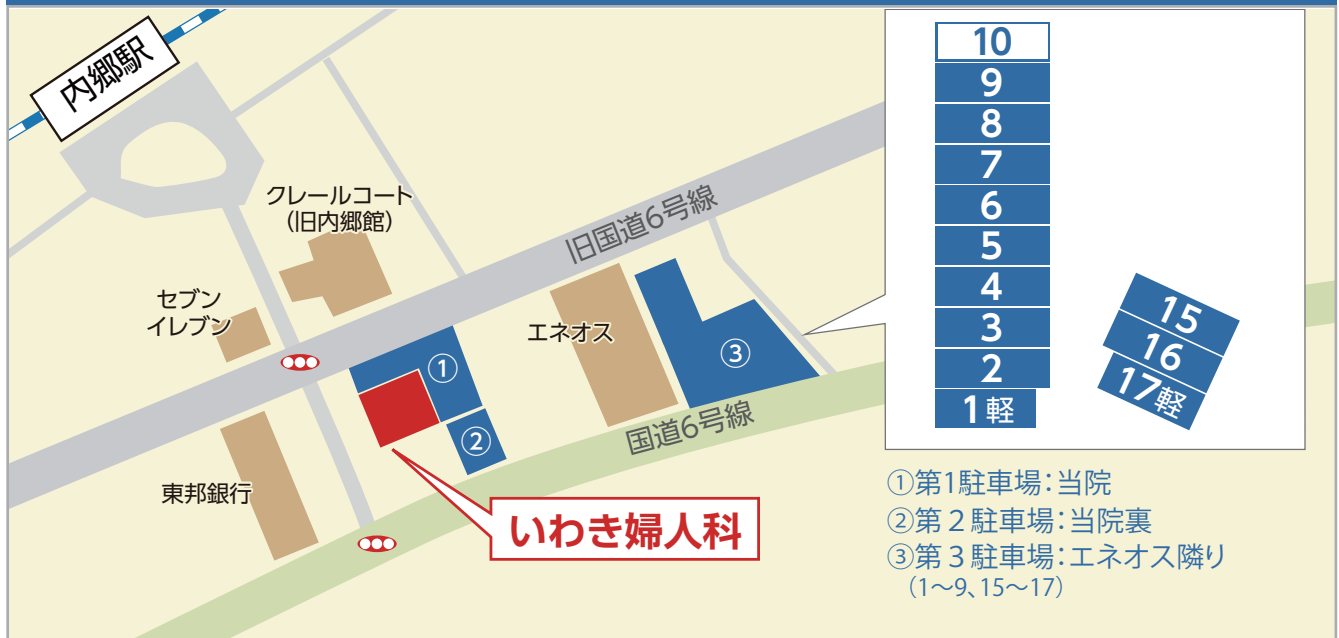 内郷駅
クレールコート
(旧内郷館)
旧国道6号線
セブン
イレブン
エネオス
①
②
③
国道6号線
東邦銀行
いわき婦人科
10
9
8
7
6
5
4
3
2
1軽
15
16
17軽
①第1駐車場：当院
②第２駐車場：当院裏
③第３駐車場：エネオス隣り
（1～9、15～17）